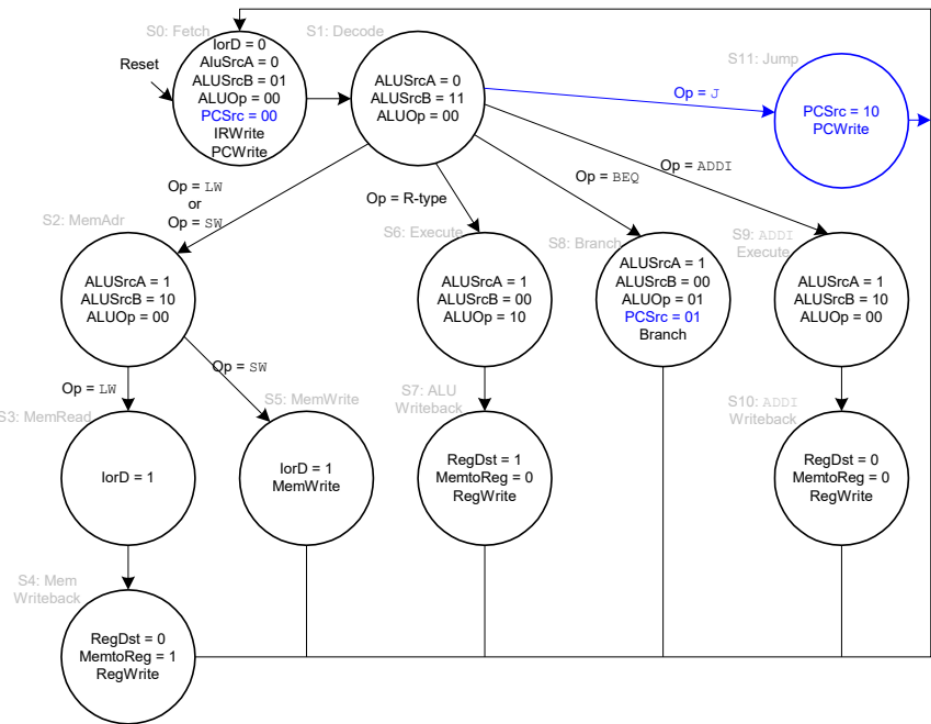 S0: Fetch
IorD = 0
AluSrcA = 0
ALUSrcB = 01
ALUOp = 00
PCSrc = 00
IRWrite
PCWrite
Reset
S1: Decode
ALUSrcA = 0
ALUSrcB = 11
ALUOp = 00
S11: Jump
PCSrc = 10
PCWrite
Op = J
Op = ADDI
Op = BEQ
Op = R-type
Op = LW
or
Op = SW
S2: MemAdr
ALUSrcA = 1
ALUSrcB = 10
ALUOp = 00
S6: Execute
ALUSrcA = 1
ALUSrcB = 00
ALUOp = 10
S8: Branch
ALUSrcA = 1
ALUSrcB = 00
ALUOp = 01
PCSrc = 01
Branch
S9: ADDI
Execute
ALUSrcA = 1
ALUSrcB = 10
ALUOp = 00
Op = LW
Op = SW
S3: MemRead
IorD = 1
S5: MemWrite
IorD = 1
MemWrite
S7: ALU
Writeback
RegDst = 1
MemtoReg = 0
RegWrite
S10: ADDI
Writeback
RegDst = 0
MemtoReg = 0
RegWrite
S4: Mem
Writeback
RegDst = 0
MemtoReg = 1
RegWrite